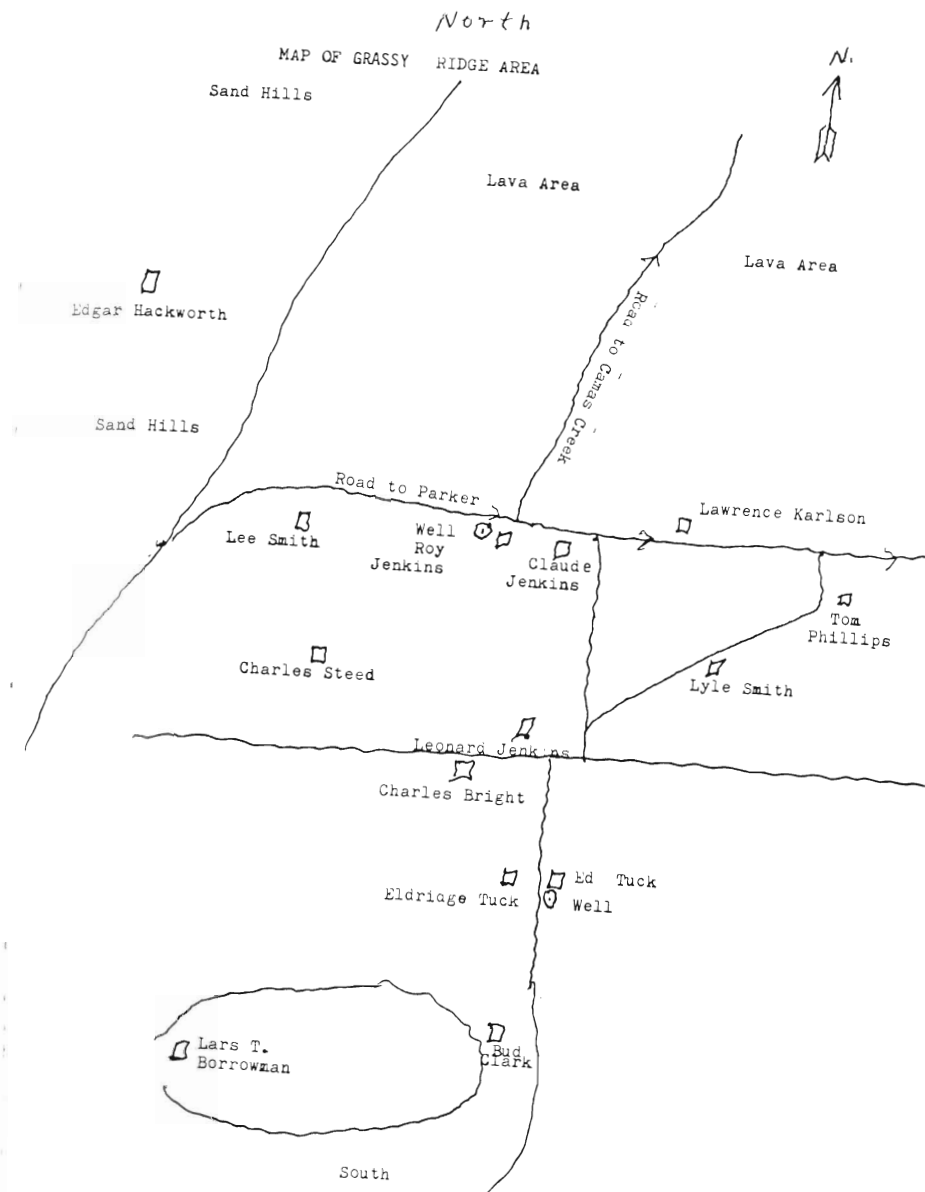 North
N.
MAP OF GRASSY RIDGE AREA
Sand Hills
Lava Area
Lava Area
Edgar Hackworth
Road to Camas Creek
Sand Hills
Road to Parker
Lawrence Karlson
Lee Smith
Well
Roy
Jenkins
Claude
Jenkins
Tom
Phillips
Charles Steed
Lyle Smith
Leonard Jenkins
Charles Bright
Eldridge Tuck
Ed Tuck
Well
Lars T.
Borrowman
Bud
Clark
South